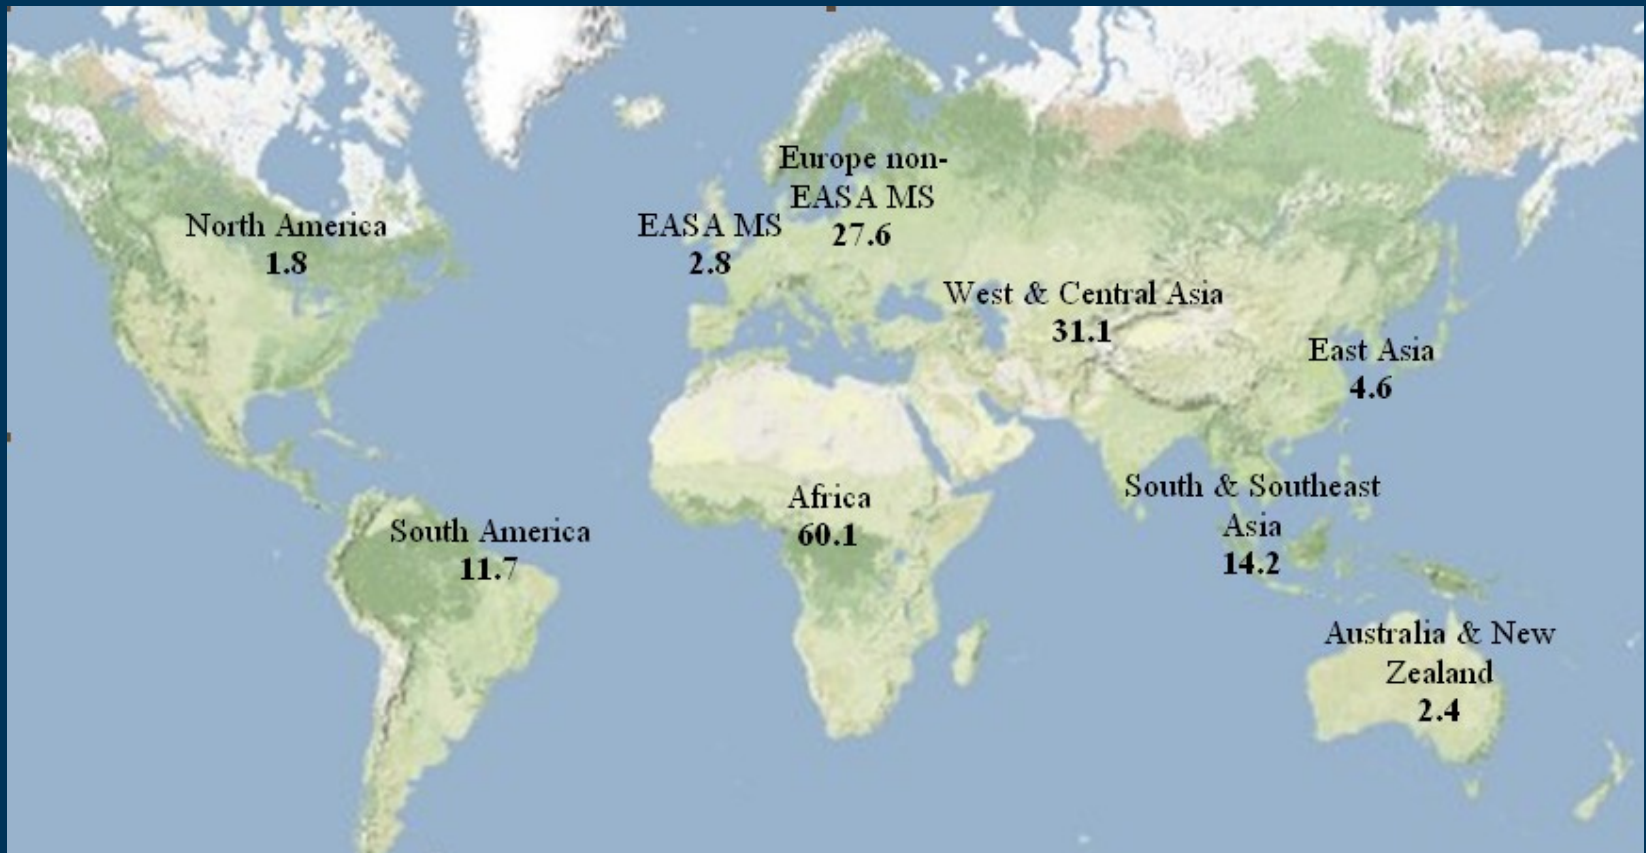 Europe non-
EASA MS
27.6
North America
1.8
EASA MS
2.8
West & Central Asia
31.1
East Asia
4.6
South & Southeast
Asia
14.2
Africa
60.1
South America
11.7
Australia & New
Zealand
2.4